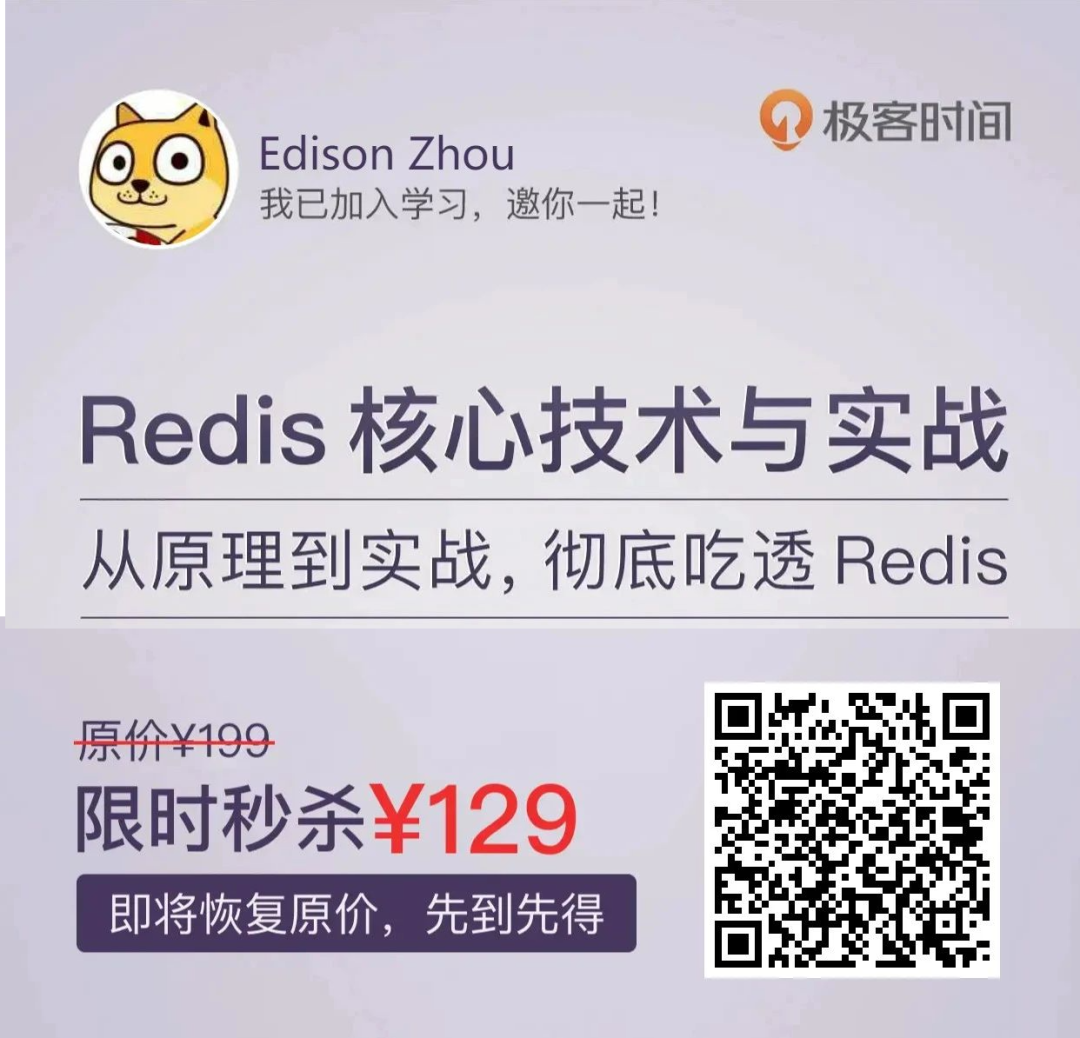 Edison Zhou
我已加入学习，邀你一起！
极客时间
Redis 核心技术与实战
从原理到实战，彻底吃透 Redis
原价¥199
限时秒杀¥129
即将恢复原价，先到先得